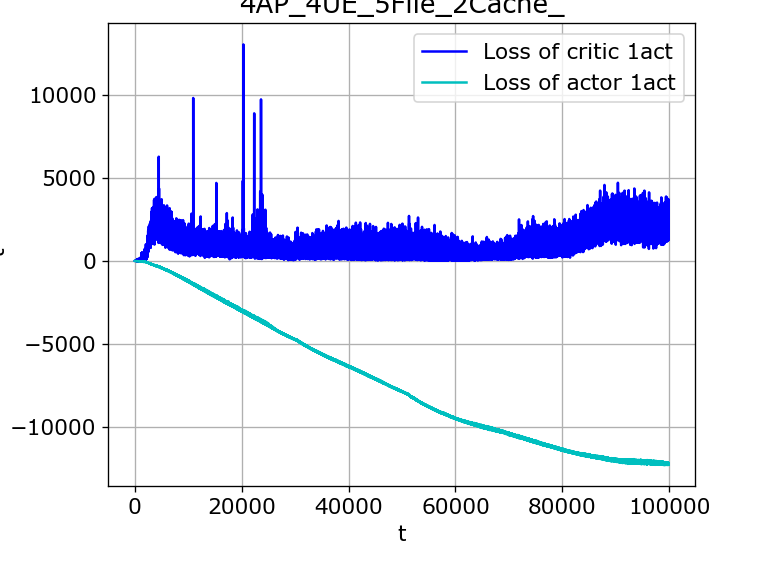 4AP_4UE_5File_2Cache_
Loss of critic 1act
Loss of actor 1act
10000
5000
0
−5000
−10000
0 20000 40000 60000 80000 100000
t